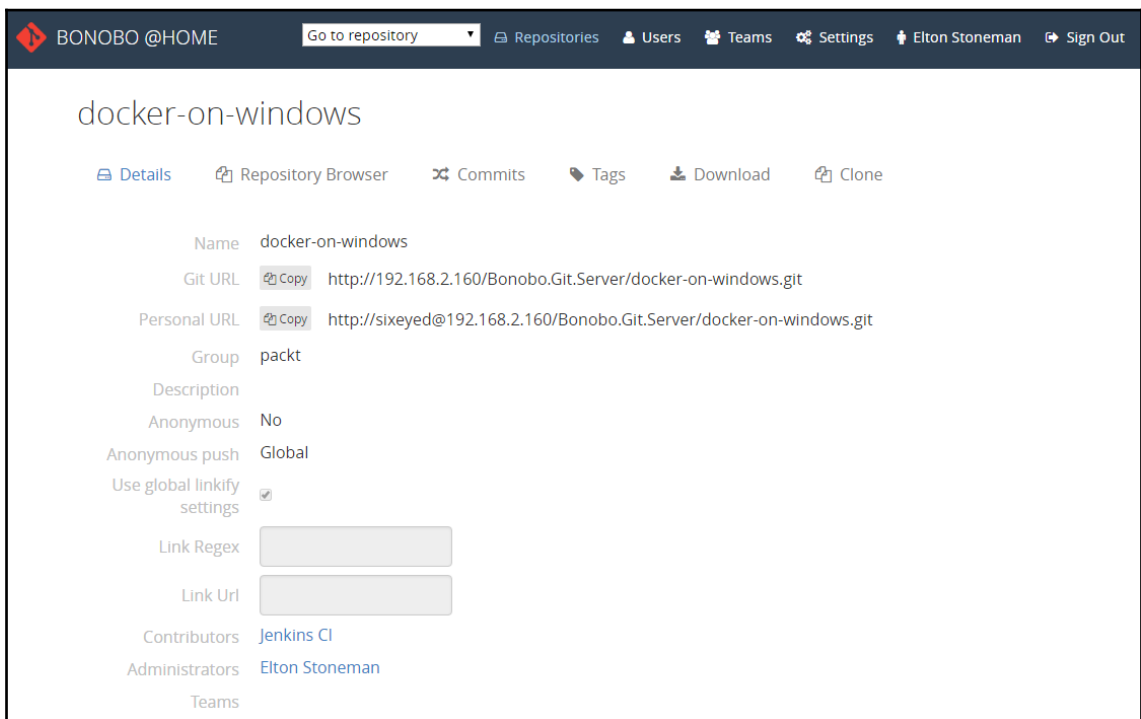 BONOBO @HOME Go to repository Repositories Users Teams Settings Elton Stoneman Sign Out
docker-on-windows
Details Repository Browser Commits Tags Download Clone
Name docker-on-windows
Git URL Copy http://192.168.2.160/Bonobo.Git.Server/docker-on-windows.git
Personal URL Copy http://sixeyed@192.168.2.160/Bonobo.Git.Server/docker-on-windows.git
Group packt
Description
Anonymous No
Anonymous push Global
Use global linkify
settings
Link Regex
Link Url
Contributors Jenkins CI
Administrators Elton Stoneman
Teams